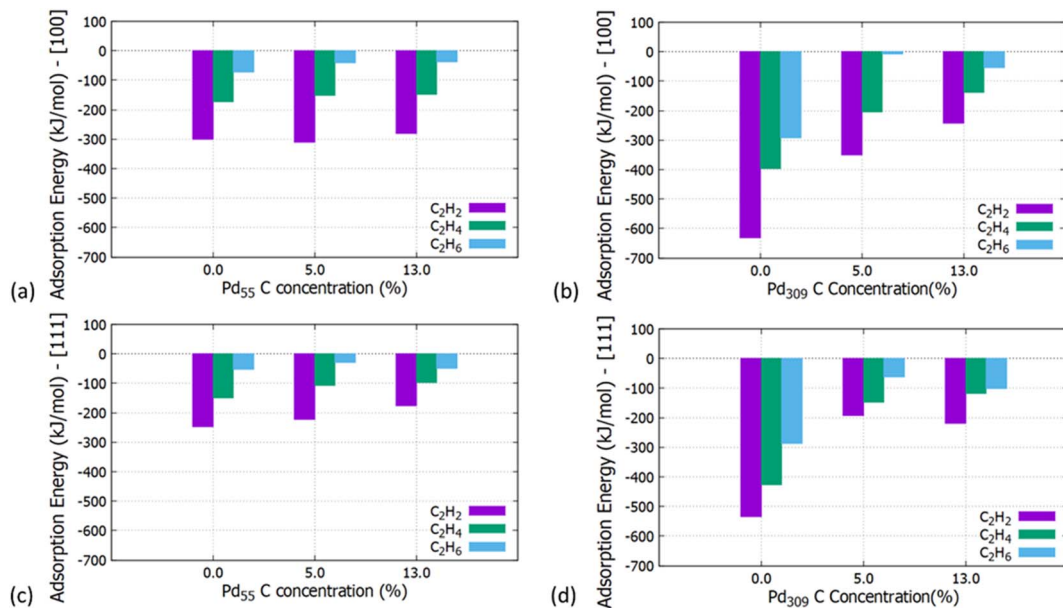 Adsorption Energy (kJ/mol) - [100]
100
0
-100
-200
-300
-400
-500
-600
-700
C₂H₂
C₂H₄
C₂H₆
0.0 5.0 13.0
(a)
Pd₅₅ C concentration (%)
Adsorption Energy (kJ/mol) - [100]
100
0
-100
-200
-300
-400
-500
-600
-700
C₂H₂
C₂H₄
C₂H₆
0.0 5.0 13.0
(b)
Pd₃₀₉ C Concentration(%)
Adsorption Energy (kJ/mol) - [111]
100
0
-100
-200
-300
-400
-500
-600
-700
C₂H₂
C₂H₄
C₂H₆
0.0 5.0 13.0
(c)
Pd₅₅ C concentration (%)
Adsorption Energy (kJ/mol) - [111]
100
0
-100
-200
-300
-400
-500
-600
-700
C₂H₂
C₂H₄
C₂H₆
0.0 5.0 13.0
(d)
Pd₃₀₉ C Concentration(%)